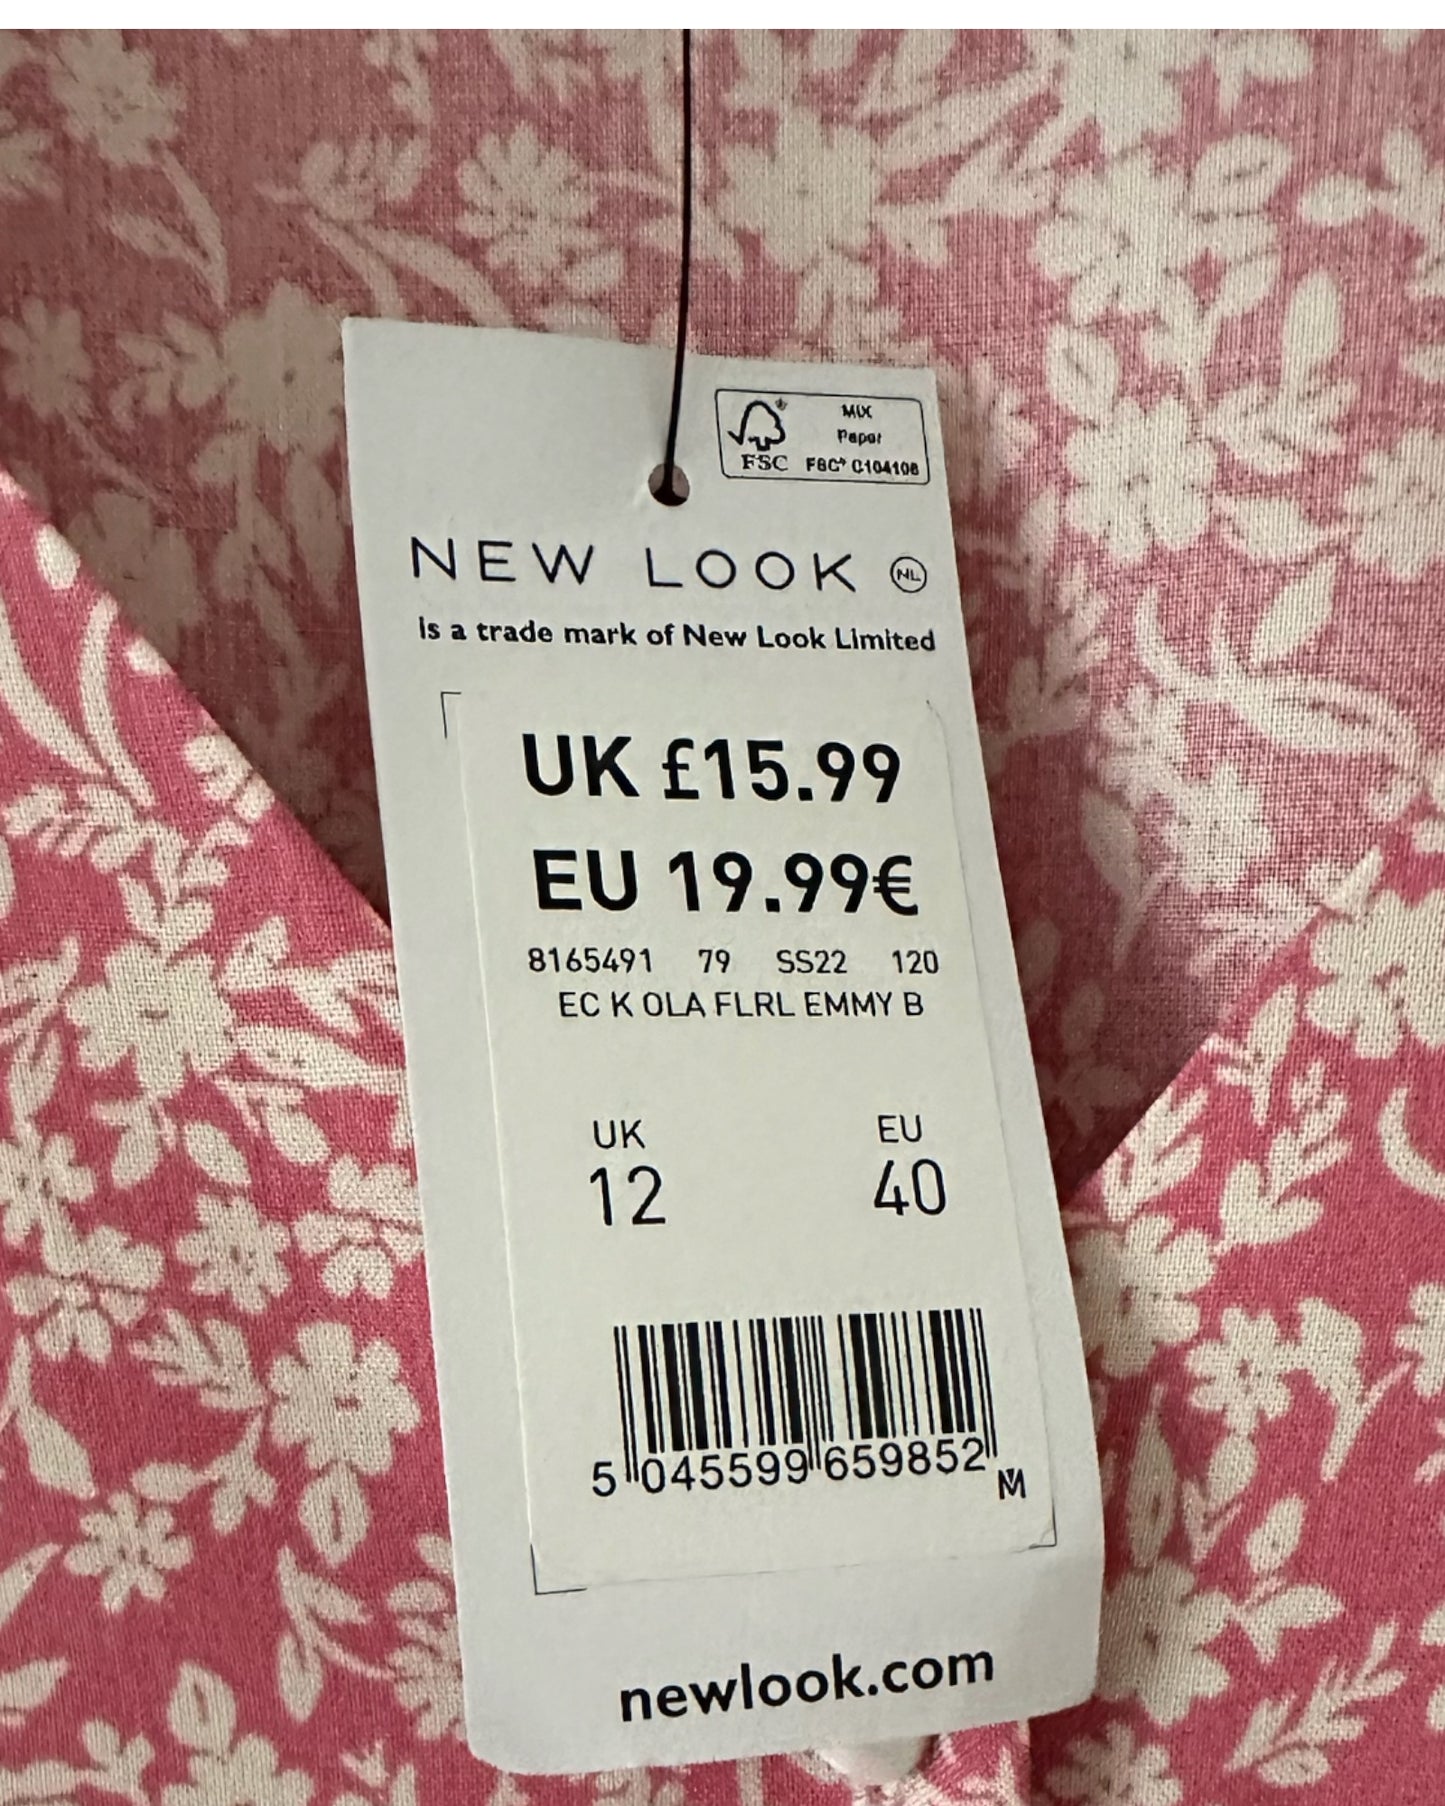 MIX
Paper
FSC FSC® C104108
NEW LOOK NL
Is a trade mark of New Look Limited
UK £15.99
EU 19.99€
8165491 79 SS22 120
EC K OLA FLRL EMMY B
UK EU
12 40
5 045599 659852
M
newlook.com